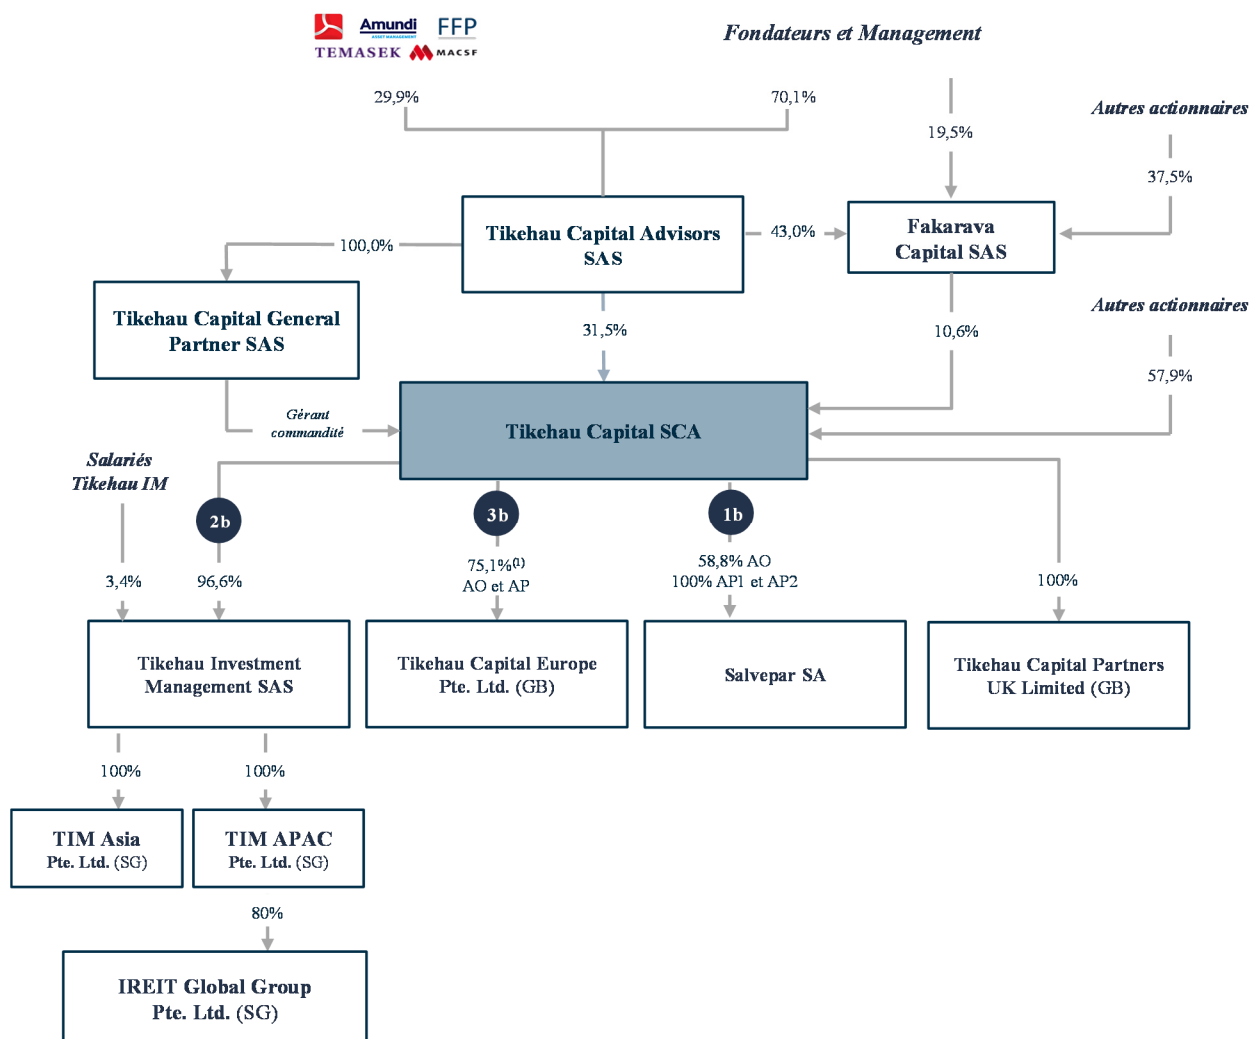 Amundi
ASSET MANAGEMENT
FFP
TEMASEK
MACSF
Fondateurs et Management
29,9%
70,1%
Autres actionnaires
19,5%
37,5%
Tikehau Capital Advisors
SAS
43,0%
Fakarava
Capital SAS
100,0%
Tikehau Capital General
Partner SAS
31,5%
10,6%
Autres actionnaires
57,9%
Gérant
commandité
Tikehau Capital SCA
Salariés
Tikehau IM
2b
3b
1b
3,4%
96,6%
75,1%(1)
AO et AP
58,8% AO
100% AP1 et AP2
100%
Tikehau Investment
Management SAS
Tikehau Capital Europe
Pte. Ltd. (GB)
Salvepar SA
Tikehau Capital Partners
UK Limited (GB)
100%
100%
TIM Asia
Pte. Ltd. (SG)
TIM APAC
Pte. Ltd. (SG)
80%
IREIT Global Group
Pte. Ltd. (SG)